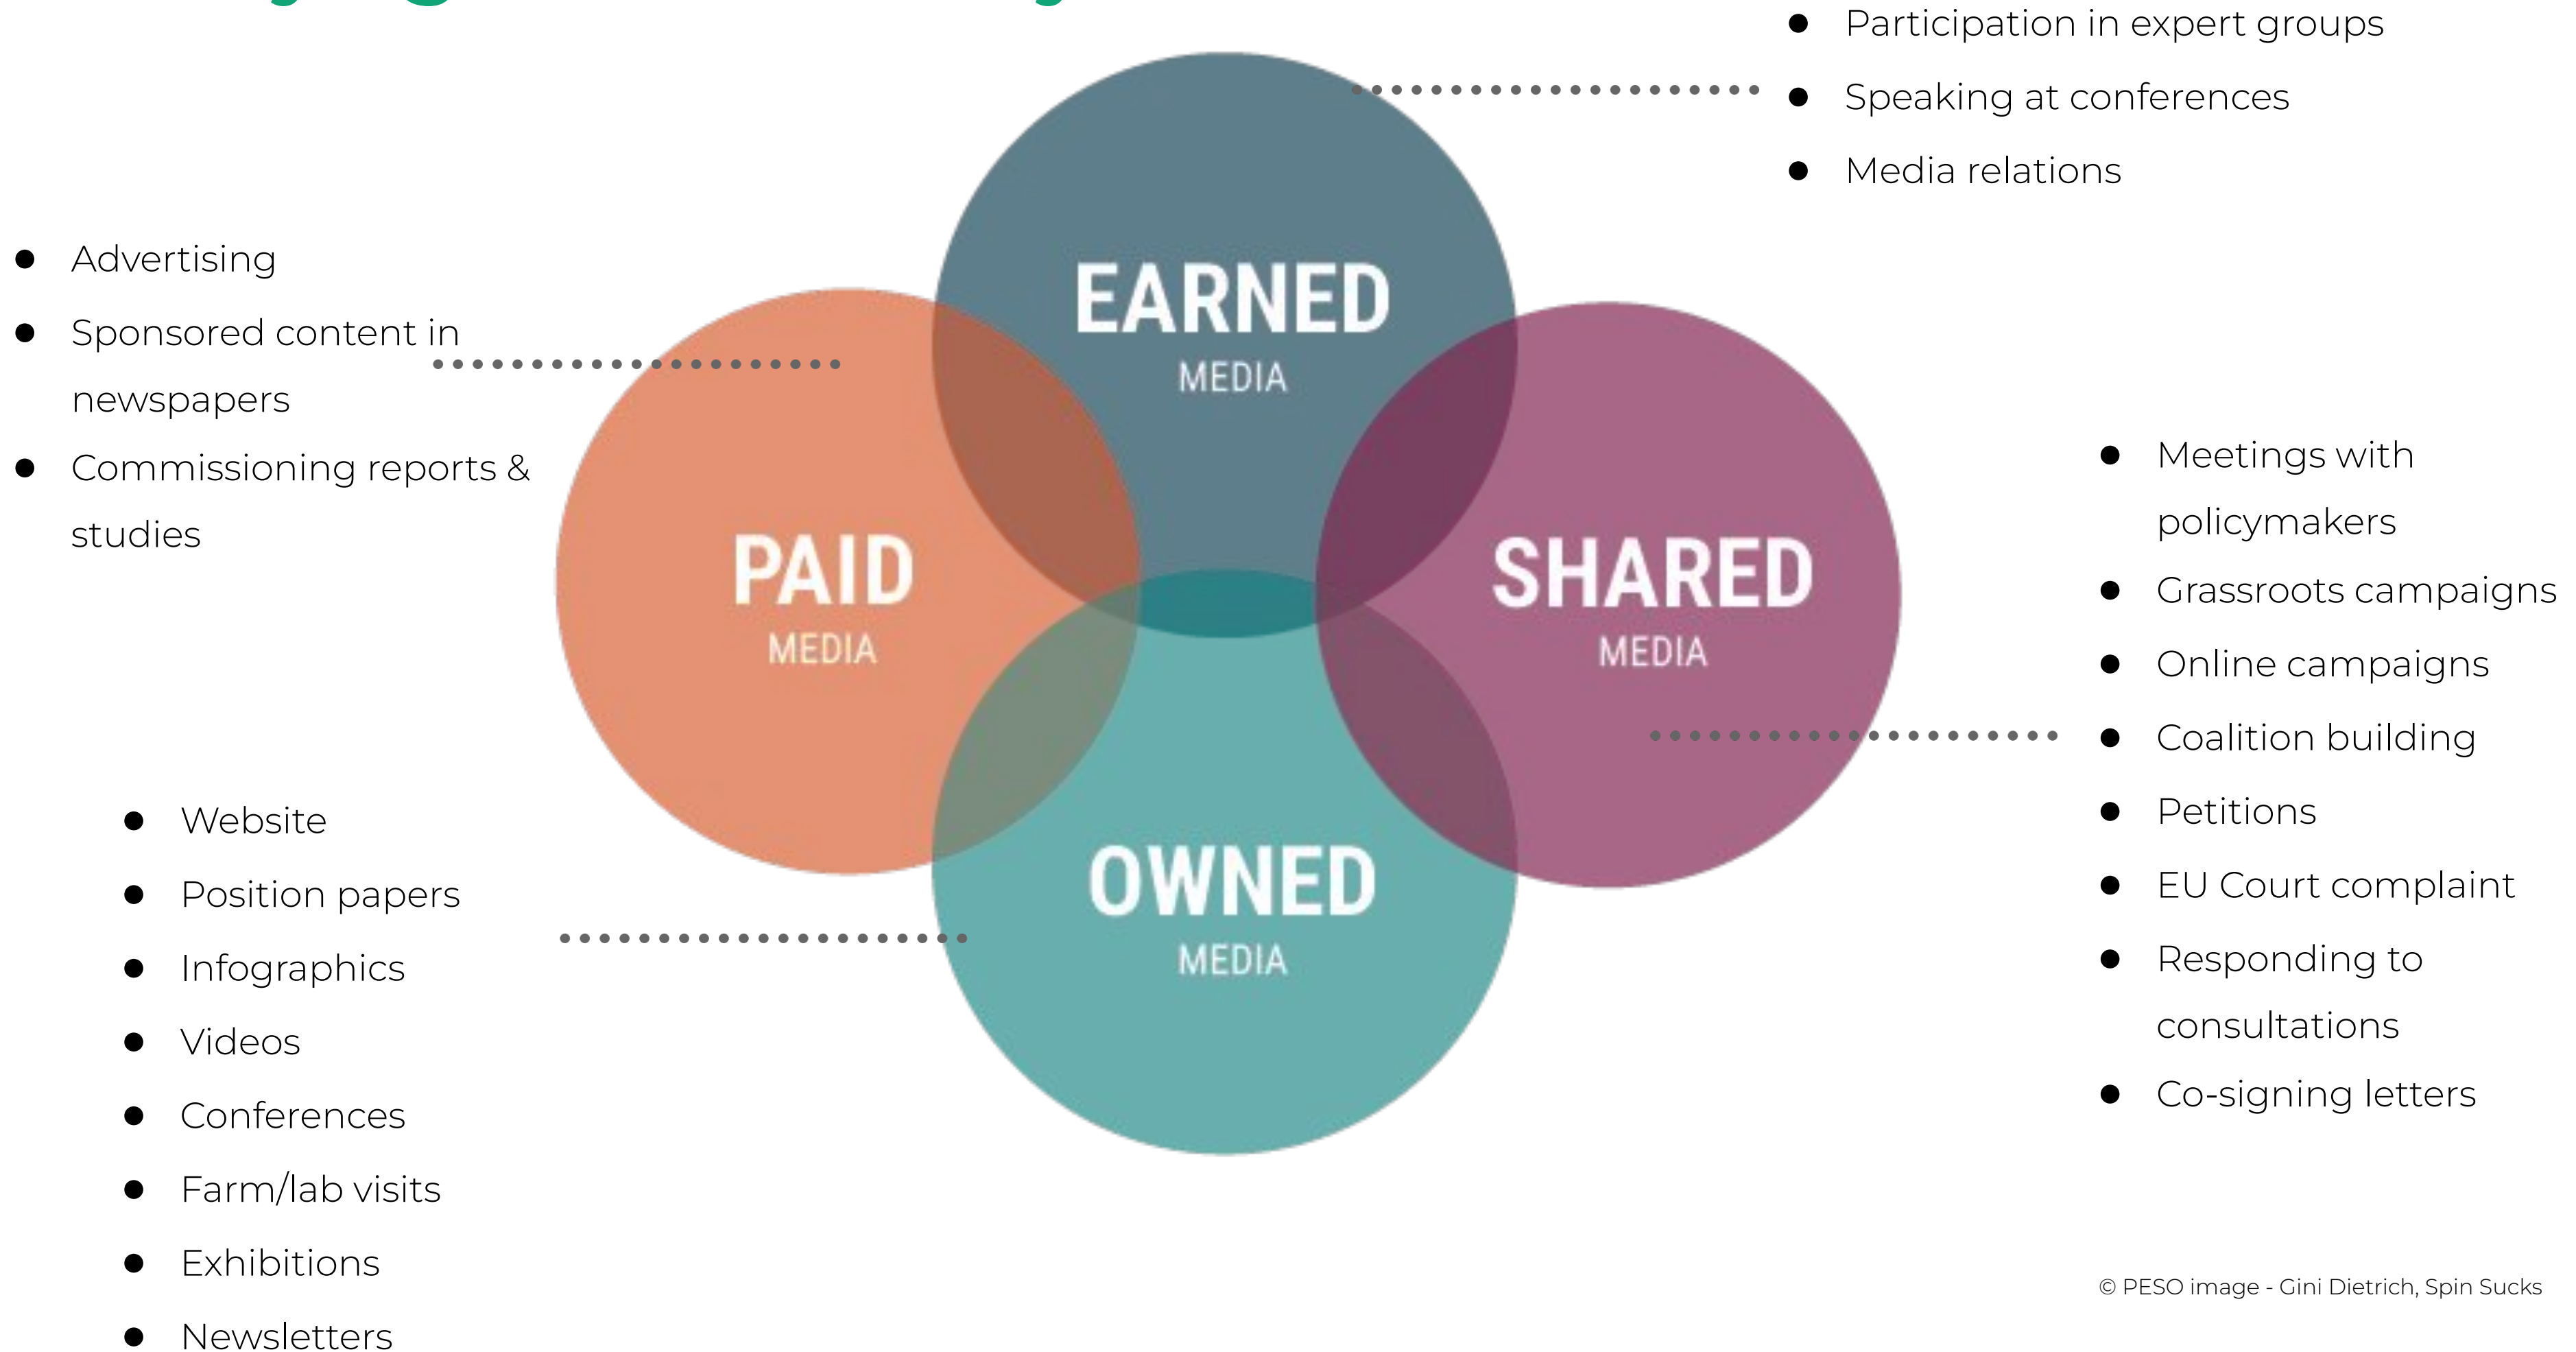 Participation in expert groups
Speaking at conferences
Media relations
EARNED
MEDIA
Advertising
Sponsored content in
newspapers
Commissioning reports &
studies
PAID
MEDIA
SHARED
MEDIA
Meetings with
policymakers
Grassroots campaigns
Online campaigns
Coalition building
Petitions
EU Court complaint
Responding to
consultations
Co-signing letters
Website
Position papers
Infographics
Videos
Conferences
Farm/lab visits
Exhibitions
Newsletters
OWNED
MEDIA
© PESO image - Gini Dietrich, Spin Sucks